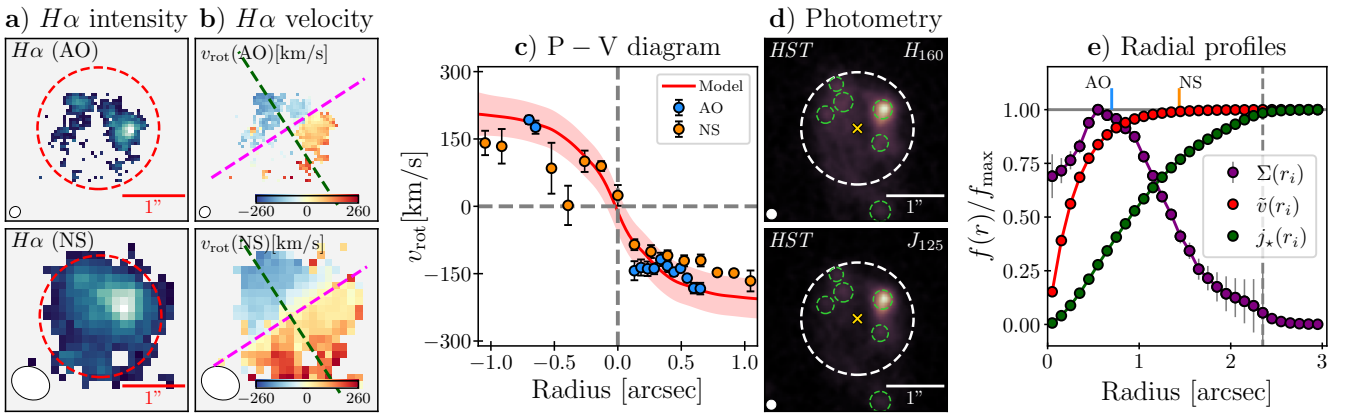 a) Hα intensity
Hα (AO)
1”
Hα (NS)
1”
b) Hα velocity
v_rot(AO)[km/s]
−260 0 260
v_rot(NS)[km/s]
−260 0 260
c) P − V diagram
v_rot[km/s]
300
150
0
−150
−300
Model
AO
NS
−1.0 −0.5 0.0 0.5 1.0
Radius [arcsec]
d) Photometry
HST H_160
1”
HST J_125
1”
e) Radial profiles
AO NS
f(r)/f_max
1.00
0.75
0.50
0.25
0.00
Σ(r_i)
ṽ(r_i)
j_⋆(r_i)
0 1 2 3
Radius [arcsec]